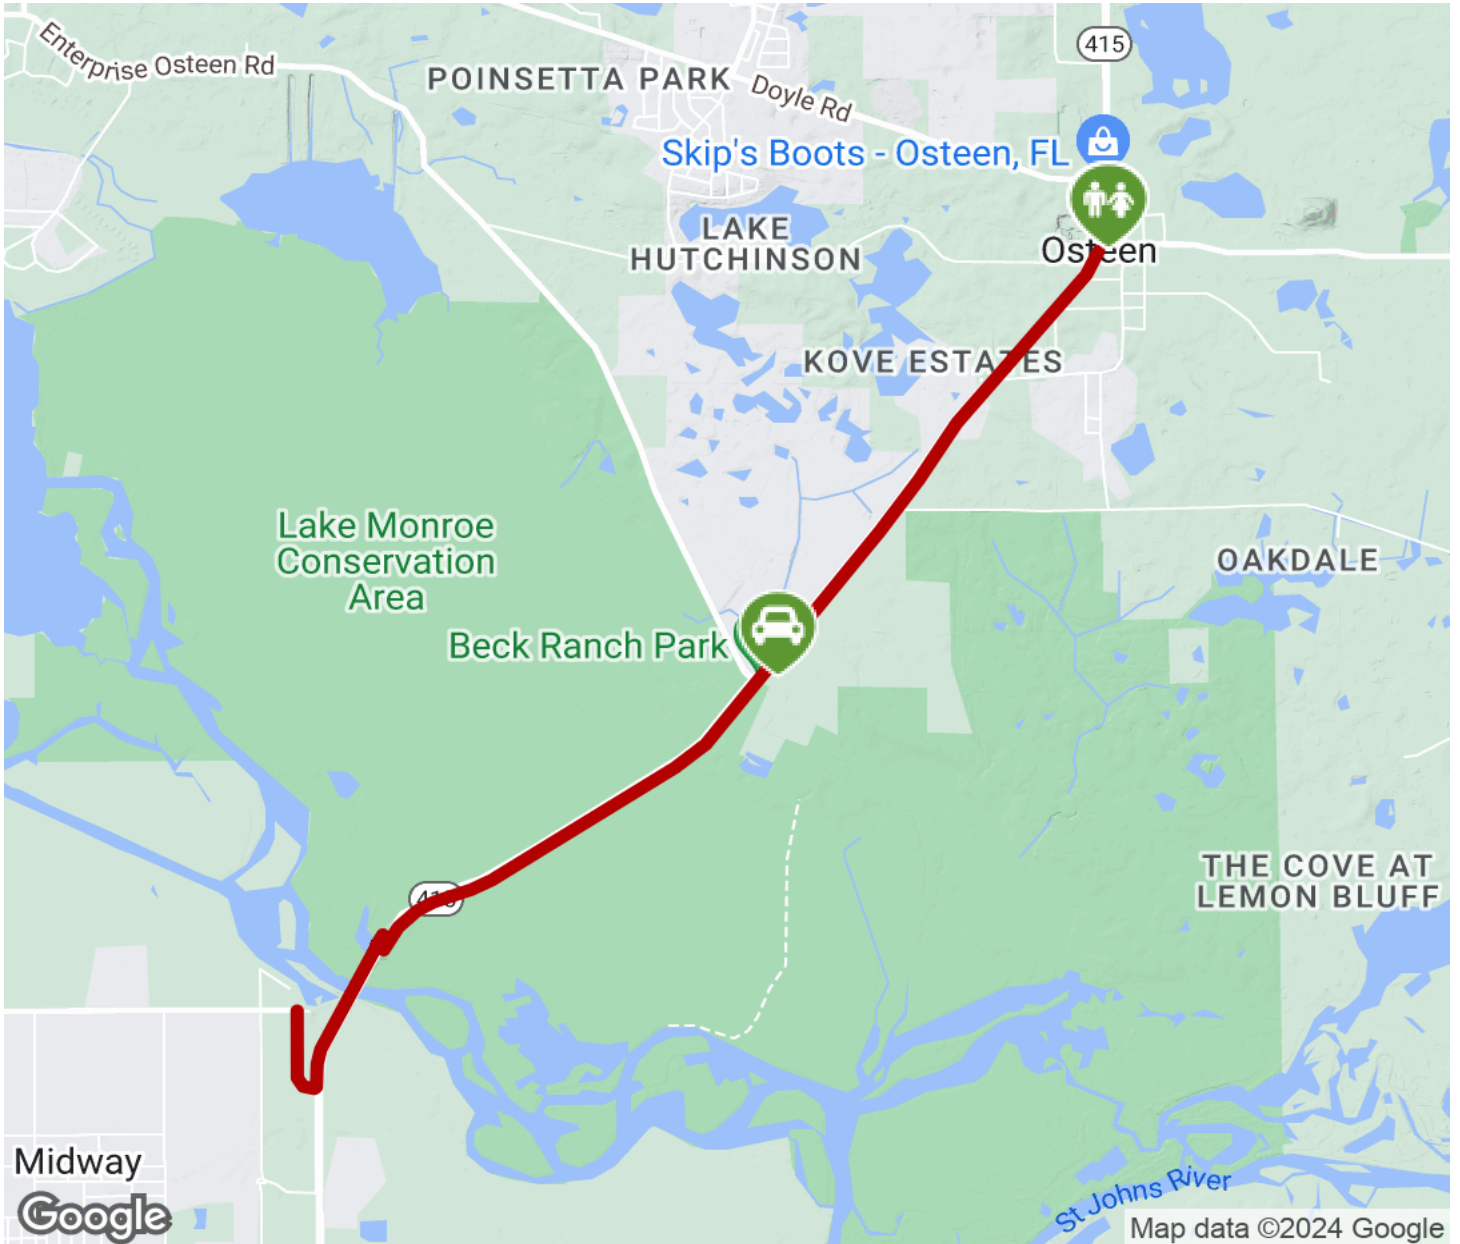 415
Enterprise Osteen Rd
POINSETTA PARK
Doyle Rd
Skip's Boots - Osteen, FL
LAKE
HUTCHINSON
Osteen
KOVE ESTATES
Lake Monroe
Conservation
Area
OAKDALE
Beck Ranch Park
THE COVE AT
LEMON BLUFF
Midway
St Johns River
Google
Map data ©2024 Google